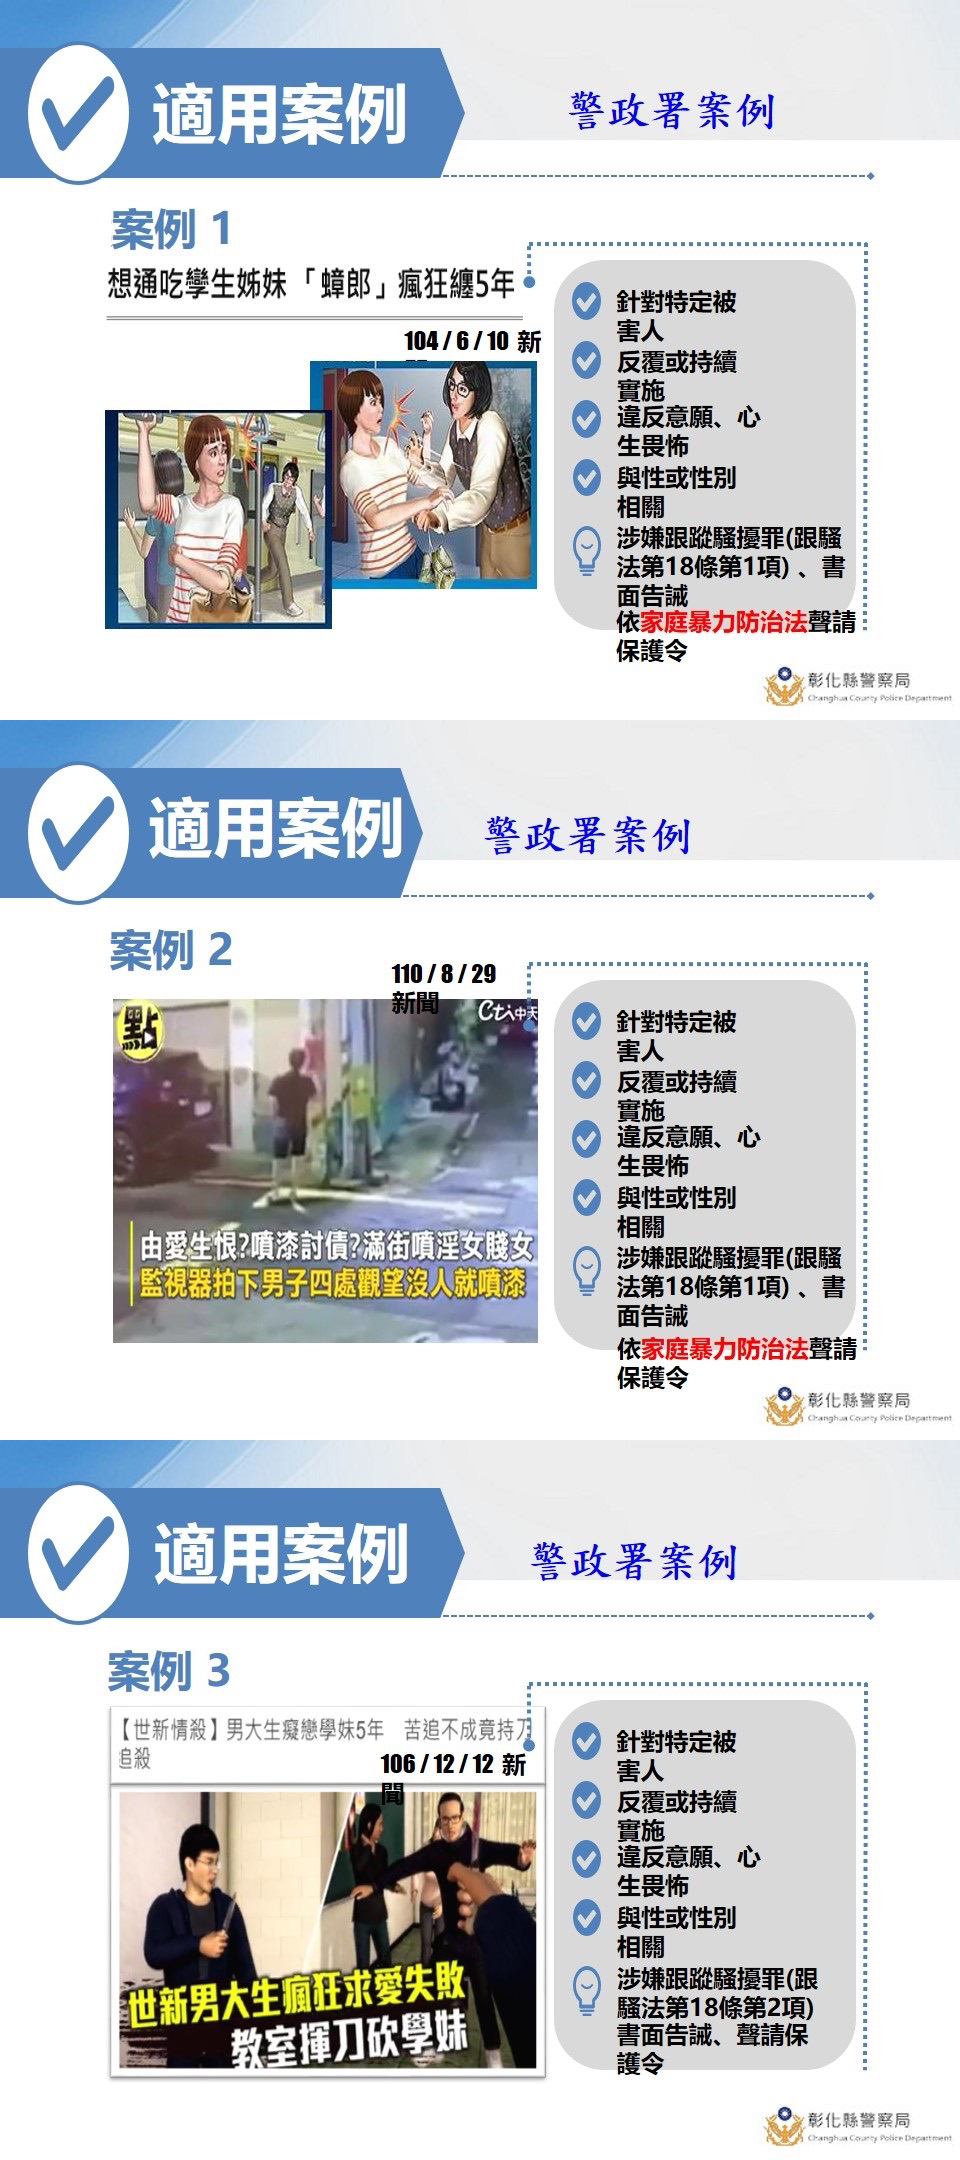 適用案例
警政署案例
案例 1
想通吃孿生姊妹「蟑郎」瘋狂纏5年
104 / 6 / 10 新
針對特定被
害人
反覆或持續
實施
違反意願、心
生畏怖
與性或性別
相關
涉嫌跟蹤騷擾罪(跟騷
法第18條第1項) 、書
面告誡
依家庭暴力防治法聲請
保護令
彰化縣警察局
Changhua County Police Department
適用案例
警政署案例
案例 2
110 / 8 / 29
新聞
點
Cti中天
由愛生恨?噴漆討債?滿街噴淫女賤女
監視器拍下男子四處觀望沒人就噴漆
針對特定被
害人
反覆或持續
實施
違反意願、心
生畏怖
與性或性別
相關
涉嫌跟蹤騷擾罪(跟騷
法第18條第1項) 、書
面告誡
依家庭暴力防治法聲請
保護令
彰化縣警察局
Changhua County Police Department
適用案例
警政署案例
案例 3
【世新情殺】男大生癡戀學妹5年 苦追不成竟持刀
追殺
106 / 12 / 12 新
聞
世新男大生瘋狂求愛失敗
教室揮刀砍學妹
針對特定被
害人
反覆或持續
實施
違反意願、心
生畏怖
與性或性別
相關
涉嫌跟蹤騷擾罪(跟
騷法第18條第2項)
書面告誡、聲請保
護令
彰化縣警察局
Changhua County Police Department